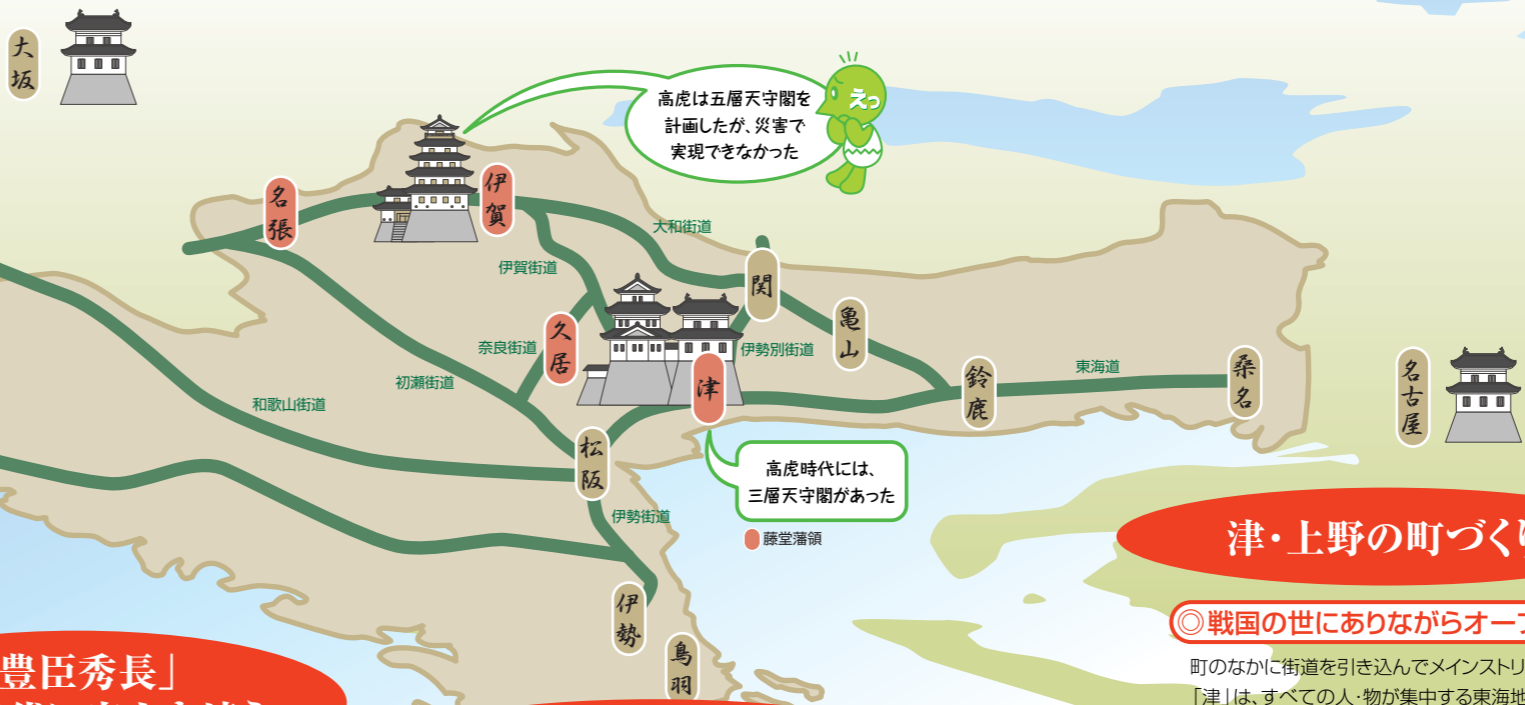 大坂
高虎は五層天守閣を
計画したが、災害で
実現できなかった
えっ
名張
伊賀
大和街道
伊賀街道
関
久居
奈良街道
亀山
伊勢別街道
初瀬街道
津
鈴鹿
東海道
桑名
名古屋
和歌山街道
松阪
高虎時代には、
三層天守閣があった
伊勢街道
藤堂藩領
伊勢
鳥羽
津・上野の町づく
◎戦国の世にありながらオープ
町のなかに街道を引き込んでメインストリ
「津」は、すべての人・物が集中する東海地
豊臣秀長」